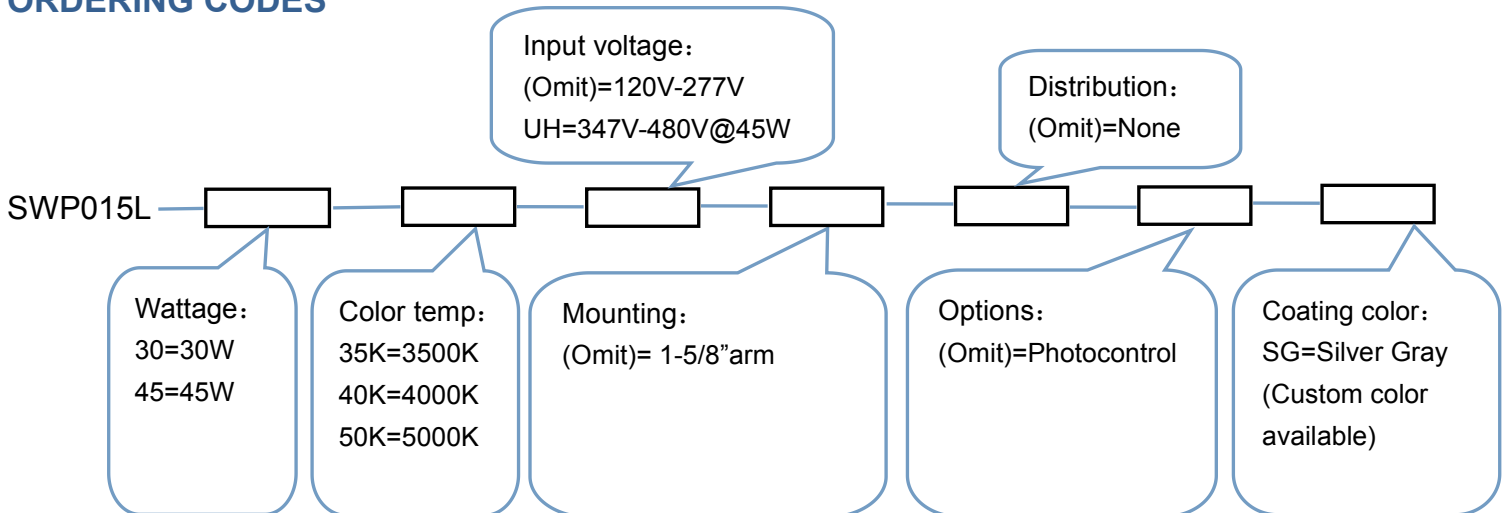 ORDERING CODES
Input voltage：
(Omit)=120V-277V
UH=347V-480V@45W
Distribution：
(Omit)=None
SWP015L
Wattage：
30=30W
45=45W
Color temp：
35K=3500K
40K=4000K
50K=5000K
Mounting：
(Omit)= 1-5/8”arm
Options：
(Omit)=Photocontrol
Coating color：
SG=Silver Gray
(Custom color
available)